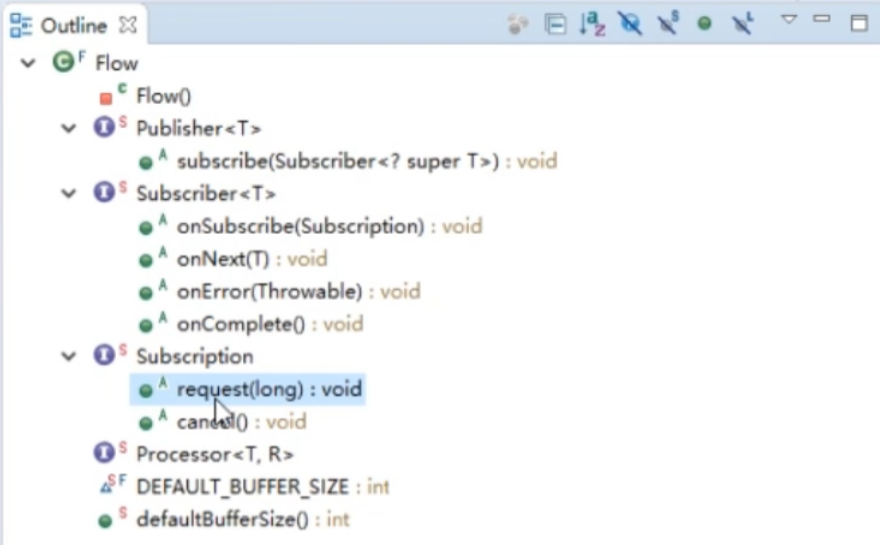 Outline
Flow
Flow()
Publisher<T>
subscribe(Subscriber<? super T>) : void
Subscriber<T>
onSubscribe(Subscription) : void
onNext(T) : void
onError(Throwable) : void
onComplete() : void
Subscription
request(long) : void
cancel() : void
Processor<T, R>
DEFAULT_BUFFER_SIZE : int
defaultBufferSize() : int